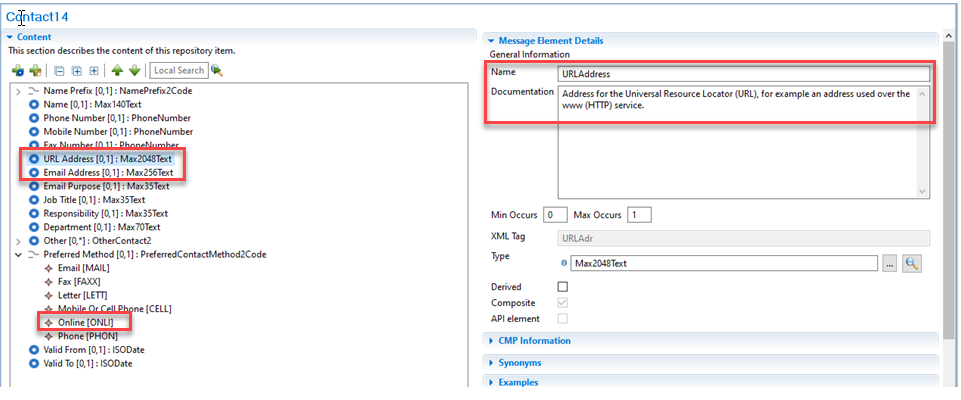 Contact14
Content
This section describes the content of this repository item.
Local Search
Name Prefix [0,1] : NamePrefix2Code
Name [0,1] : Max140Text
Phone Number [0,1] : PhoneNumber
Mobile Number [0,1] : PhoneNumber
Fax Number [0,1] : PhoneNumber
URL Address [0,1] : Max2048Text
Email Address [0,1] : Max256Text
Email Purpose [0,1] : Max35Text
Job Title [0,1] : Max35Text
Responsibility [0,1] : Max35Text
Department [0,1] : Max70Text
Other [0,*] : OtherContact2
Preferred Method [0,1] : PreferredContactMethod2Code
Email [MAIL]
Fax [FAXX]
Letter [LETT]
Mobile Or Cell Phone [CELL]
Online [ONLI]
Phone [PHON]
Valid From [0,1] : ISODate
Valid To [0,1] : ISODate
Message Element Details
General Information
Name URLAddress
Documentation Address for the Universal Resource Locator (URL), for example an address used over the
www (HTTP) service.
Min Occurs 0 Max Occurs 1
XML Tag URLAdr
Type Max2048Text ...
Derived
Composite
API element
CMP Information
Synonyms
Examples